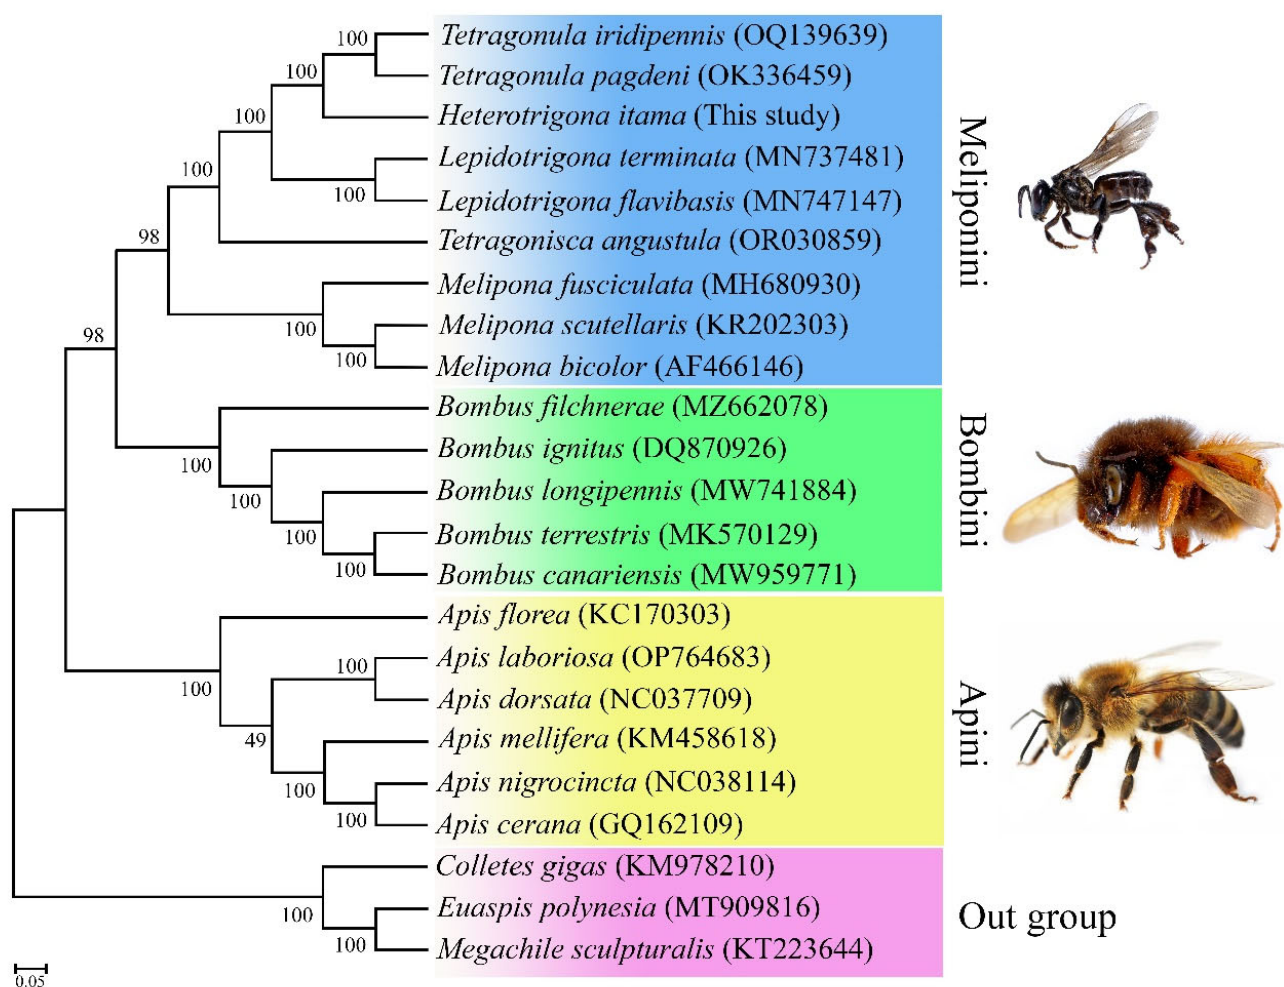 100
Tetragonula iridipennis (OQ139639)
100
Tetragonula pagdeni (OK336459)
100
Heterotrigona itama (This study)
100
Lepidotrigona terminata (MN737481)
100
Lepidotrigona flavibasis (MN747147)
98
Tetragonisca angustula (OR030859)
Meliponini
Melipona fusciculata (MH680930)
98
100
Melipona scutellaris (KR202303)
100
Melipona bicolor (AF466146)
Bombus filchnerae (MZ662078)
100
Bombus ignitus (DQ870926)
100
Bombus longipennis (MW741884)
Bombini
100
Bombus terrestris (MK570129)
100
Bombus canariensis (MW959771)
Apis florea (KC170303)
100
Apis laboriosa (OP764683)
100
Apis dorsata (NC037709)
49
Apis mellifera (KM458618)
Apini
100
Apis nigrocincta (NC038114)
100
Apis cerana (GQ162109)
Colletes gigas (KM978210)
100
Euaspis polynesia (MT909816)
Out group
100
Megachile sculpturalis (KT223644)
0.05